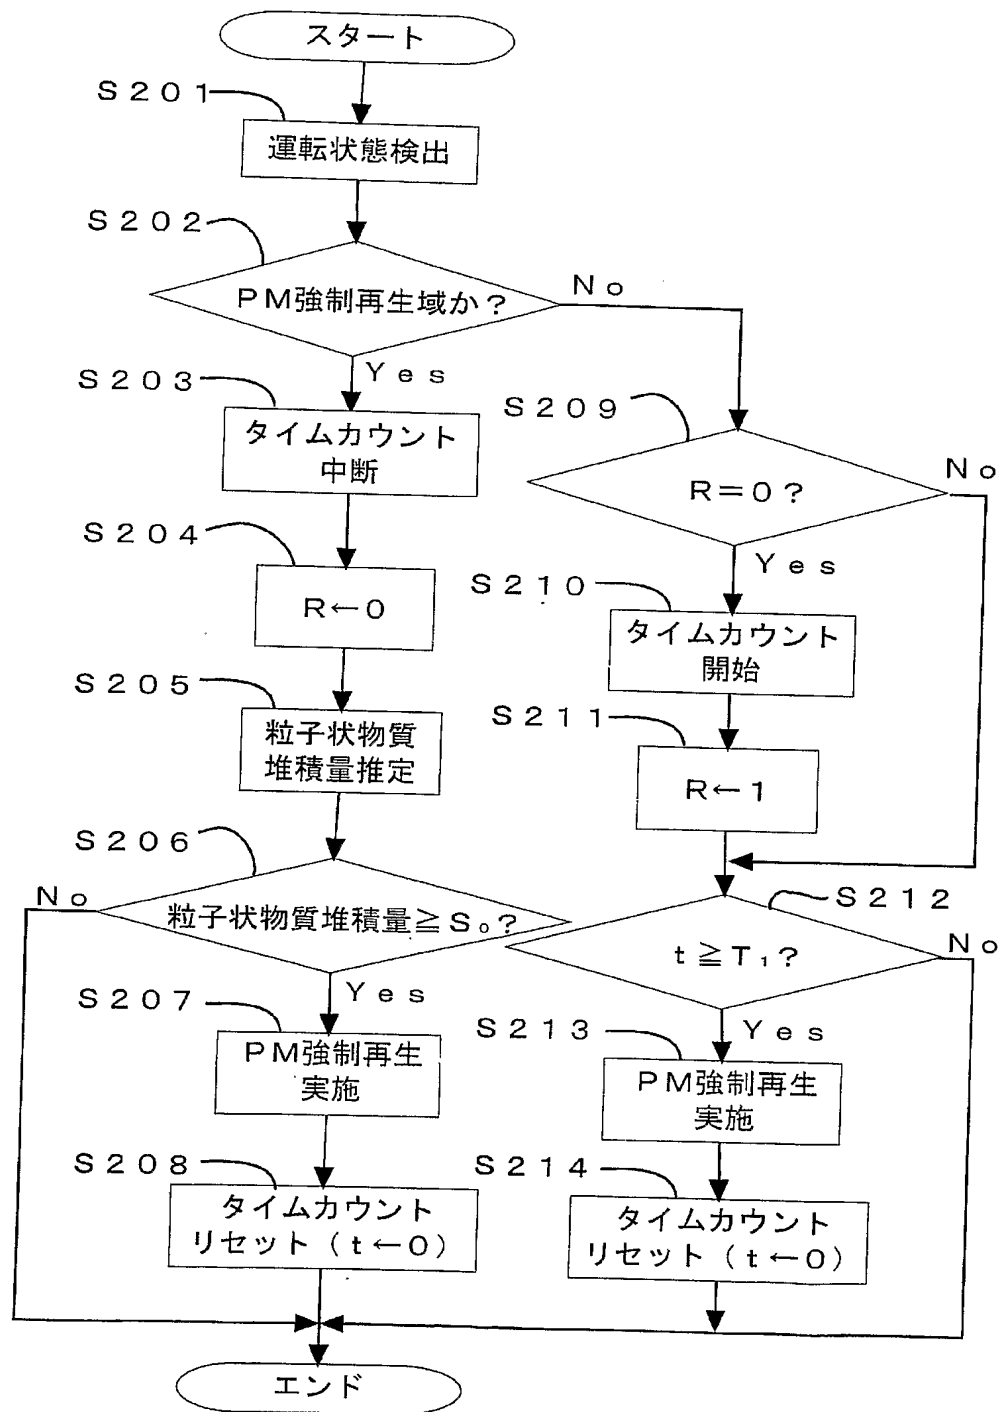 スタート
S201
運転状態検出
S202
PM強制再生域か?
No
Yes
S203
タイムカウント
中断
S204
R←0
S205
粒子状物質
堆積量推定
S206
粒子状物質堆積量≧S₀?
No
Yes
S207
PM強制再生
実施
S208
タイムカウント
リセット(t←0)
S209
R=0?
No
Yes
S210
タイムカウント
開始
S211
R←1
S212
t≧T₁?
No
Yes
S213
PM強制再生
実施
S214
タイムカウント
リセット(t←0)
エンド